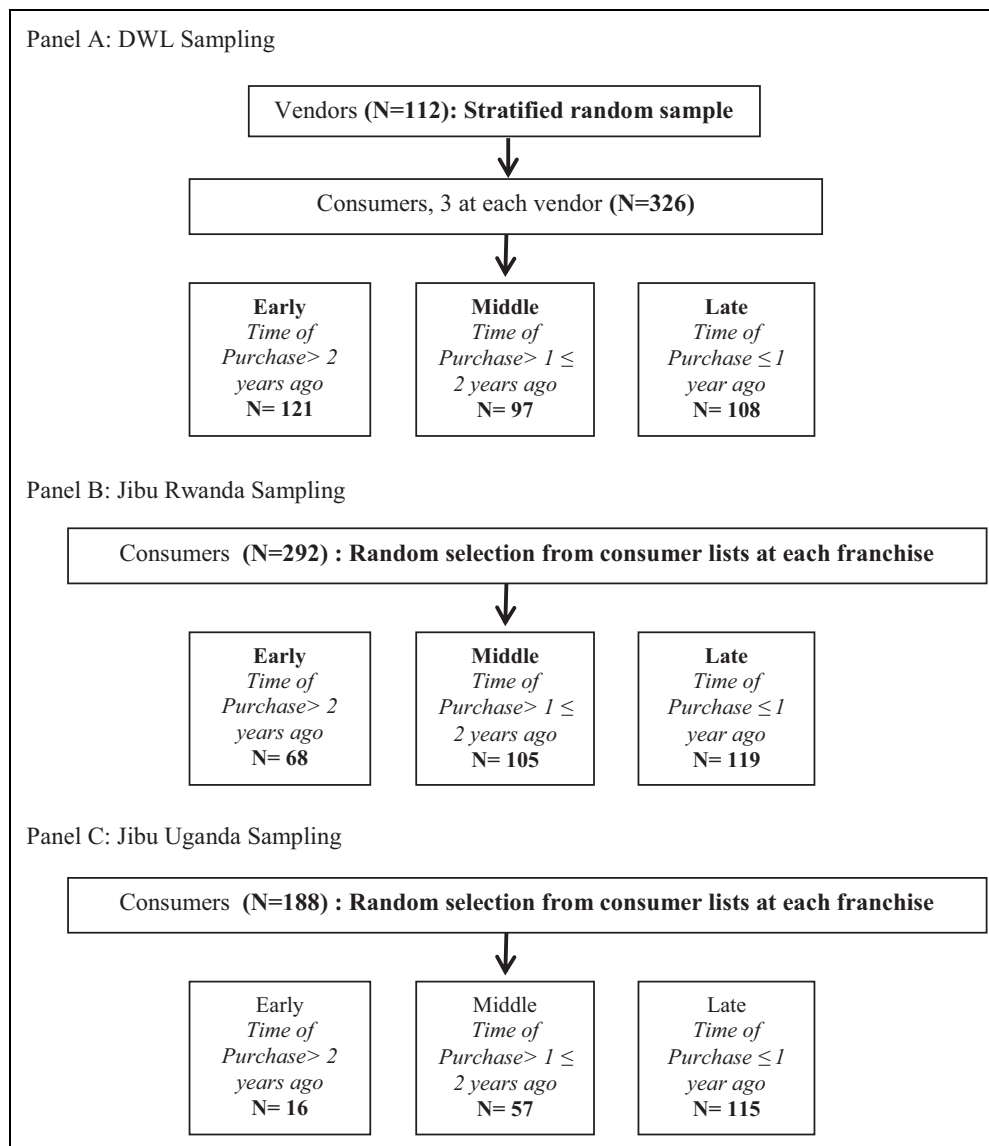 Panel A: DWL Sampling
Vendors (N=112): Stratified random sample
Consumers, 3 at each vendor (N=326)
Early
Time of
Purchase> 2
years ago
N= 121
Middle
Time of
Purchase> 1 ≤
2 years ago
N= 97
Late
Time of
Purchase ≤ 1
year ago
N= 108
Panel B: Jibu Rwanda Sampling
Consumers (N=292) : Random selection from consumer lists at each franchise
Early
Time of
Purchase> 2
years ago
N= 68
Middle
Time of
Purchase> 1 ≤
2 years ago
N= 105
Late
Time of
Purchase ≤ 1
year ago
N= 119
Panel C: Jibu Uganda Sampling
Consumers (N=188) : Random selection from consumer lists at each franchise
Early
Time of
Purchase> 2
years ago
N= 16
Middle
Time of
Purchase> 1 ≤
2 years ago
N= 57
Late
Time of
Purchase ≤ 1
year ago
N= 115